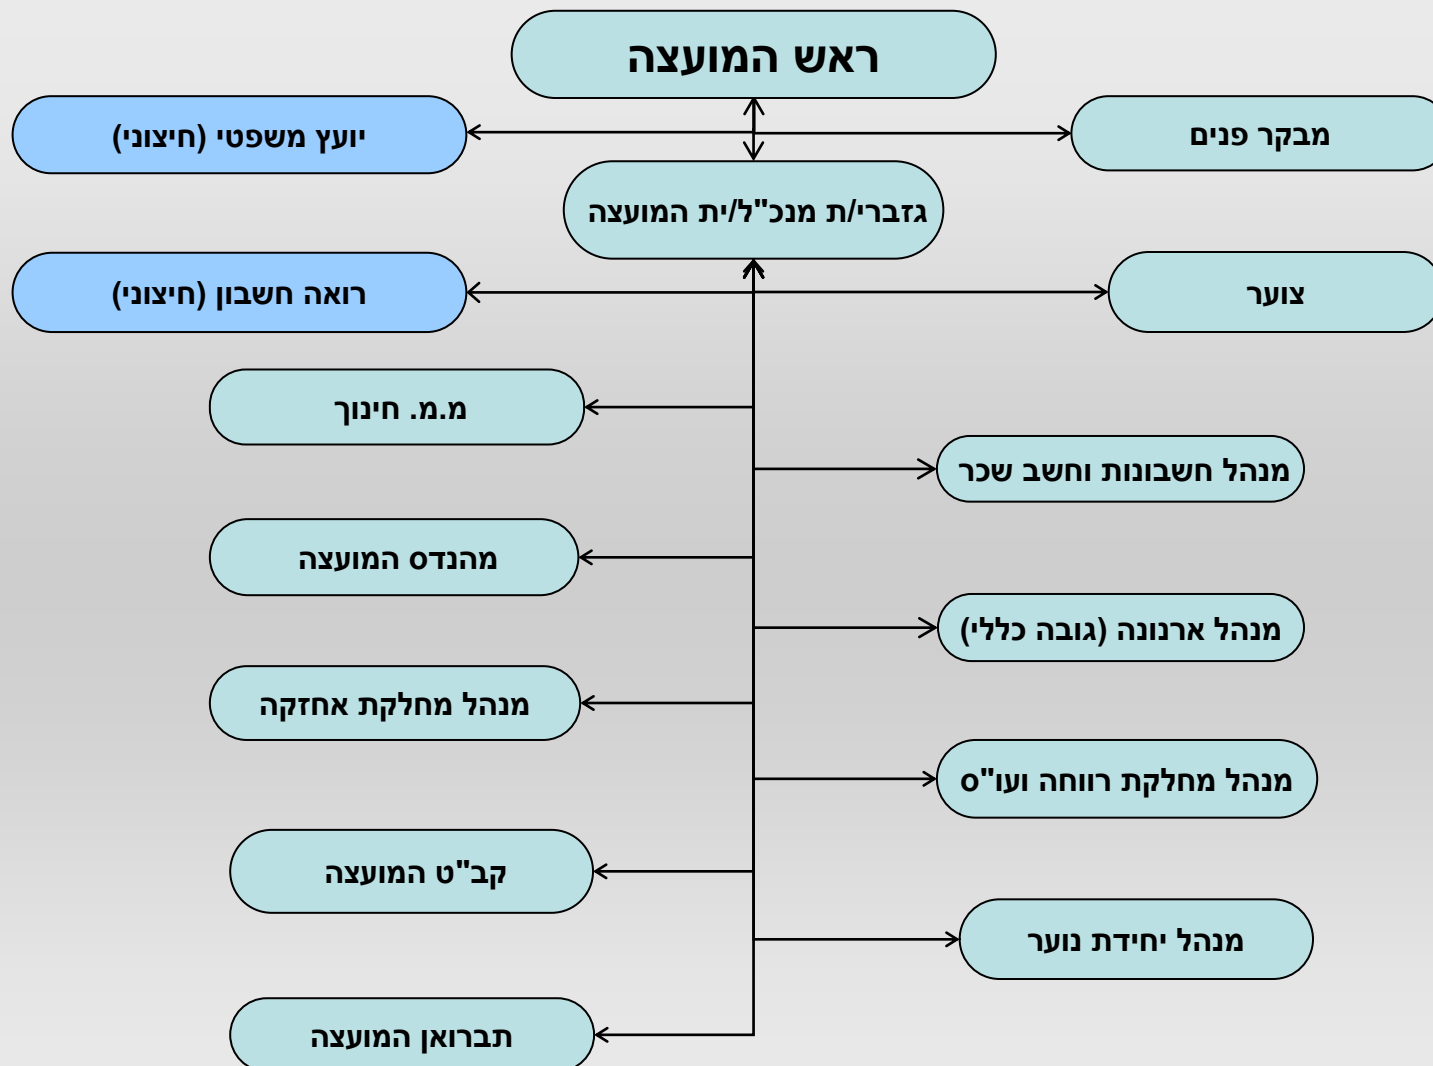 ראש המועצה
מבקר פנים
יועץ משפטי (חיצוני)
גזברי/ת מנכ"ל/ית המועצה
צוער
רואה חשבון (חיצוני)
מ.מ. חינוך
מנהל חשבונות וחשב שכר
מהנדס המועצה
מנהל ארנונה (גובה כללי)
מנהל מחלקת אחזקה
מנהל מחלקת רווחה ועו"ס
קב"ט המועצה
מנהל יחידת נוער
תברואן המועצה